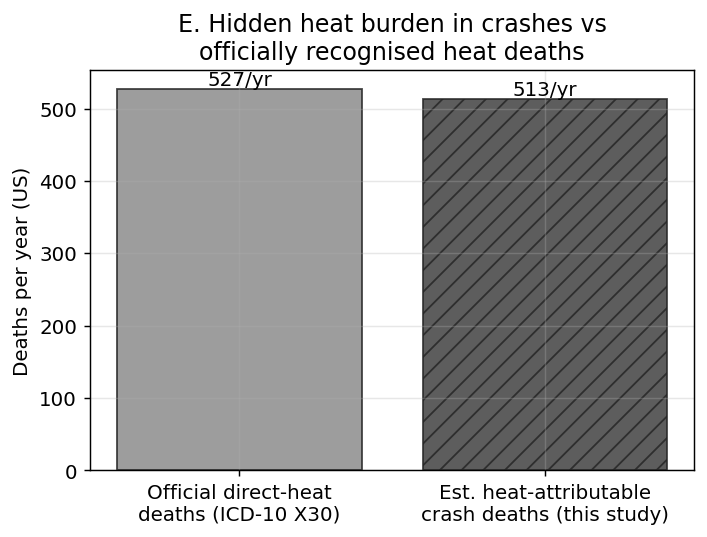 E. Hidden heat burden in crashes vs
officially recognised heat deaths
527/yr
513/yr
500
400
300
200
100
0
Deaths per year (US)
Official direct-heat
deaths (ICD-10 X30)
Est. heat-attributable
crash deaths (this study)